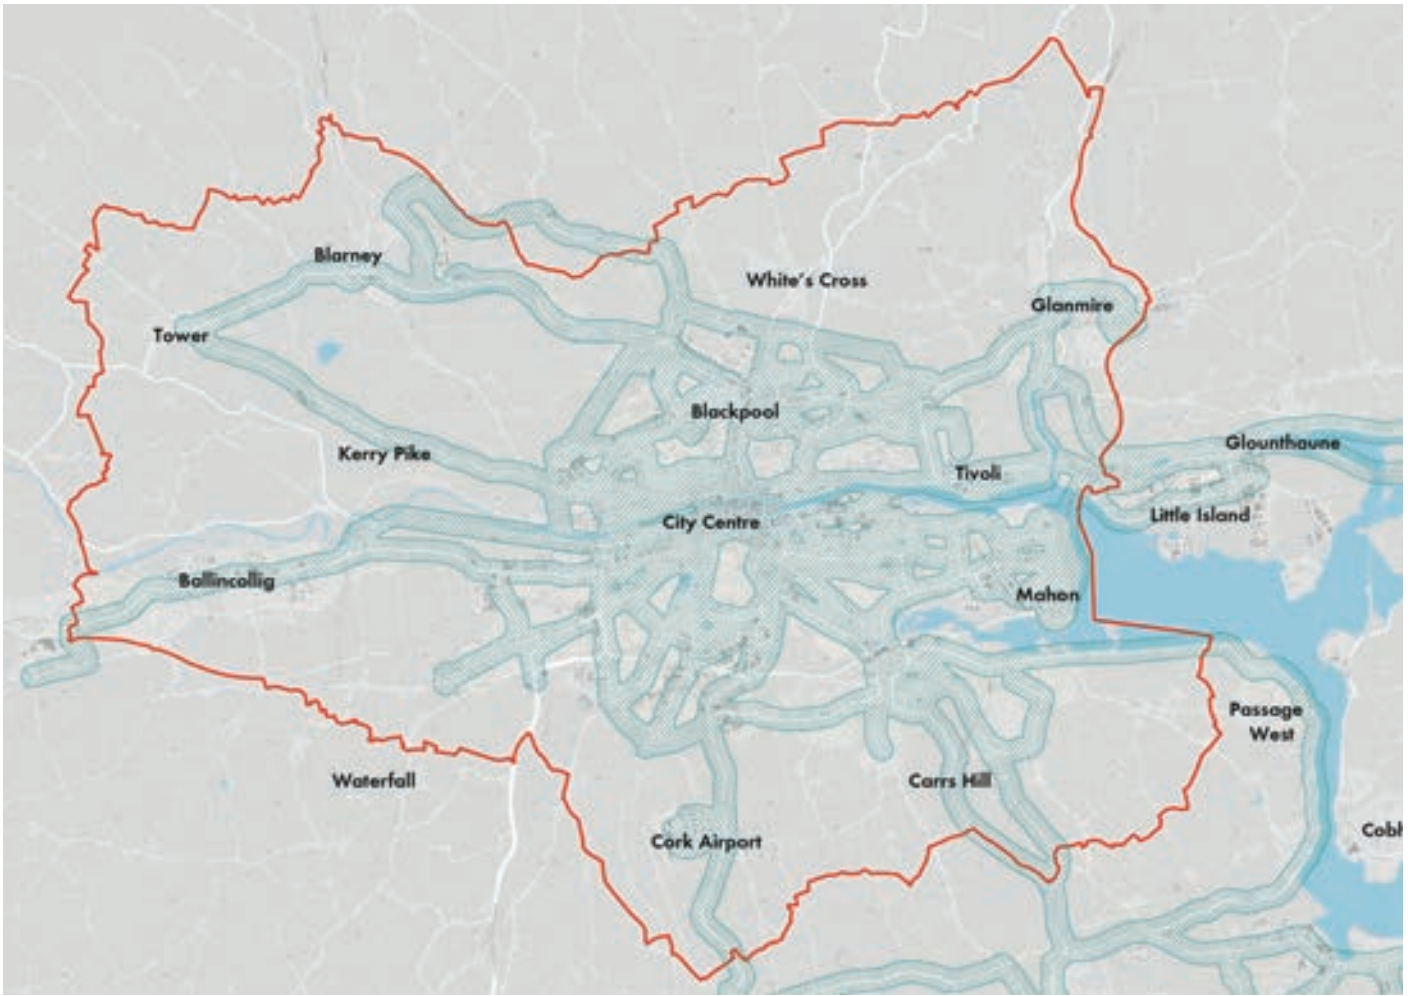 Blarney
White's Cross
Glanmire
Tower
Blackpool
Kerry Pike
Glounthaune
Tivoli
City Centre
Little Island
Ballincollig
Mahon
Passage
West
Waterfall
Carrs Hill
Cork Airport
Cobh